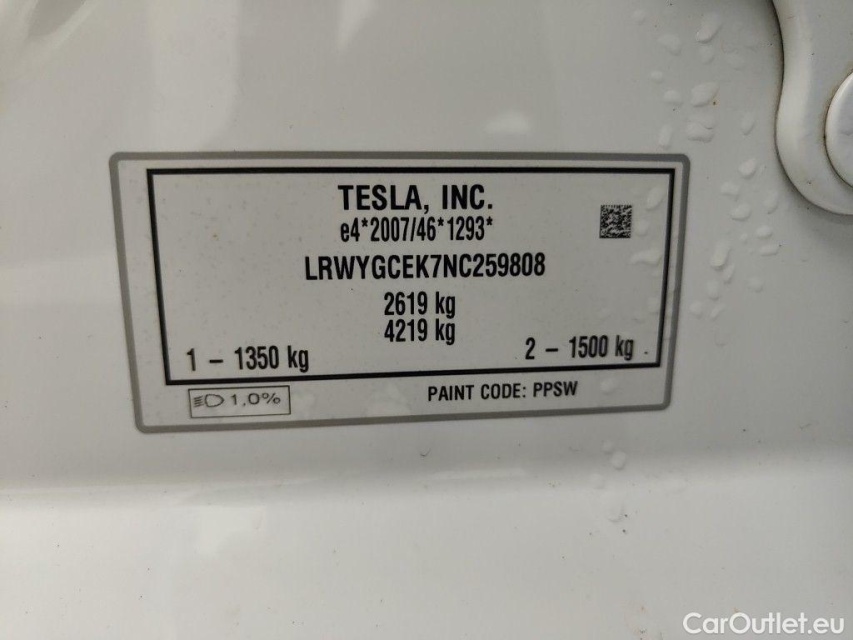 TESLA, INC.
e4*2007/46*1293*
LRWYGCEK7NC259808
2619 kg
4219 kg
1 – 1350 kg
2 – 1500 kg
1,0%
PAINT CODE: PPSW
CarOutlet.eu